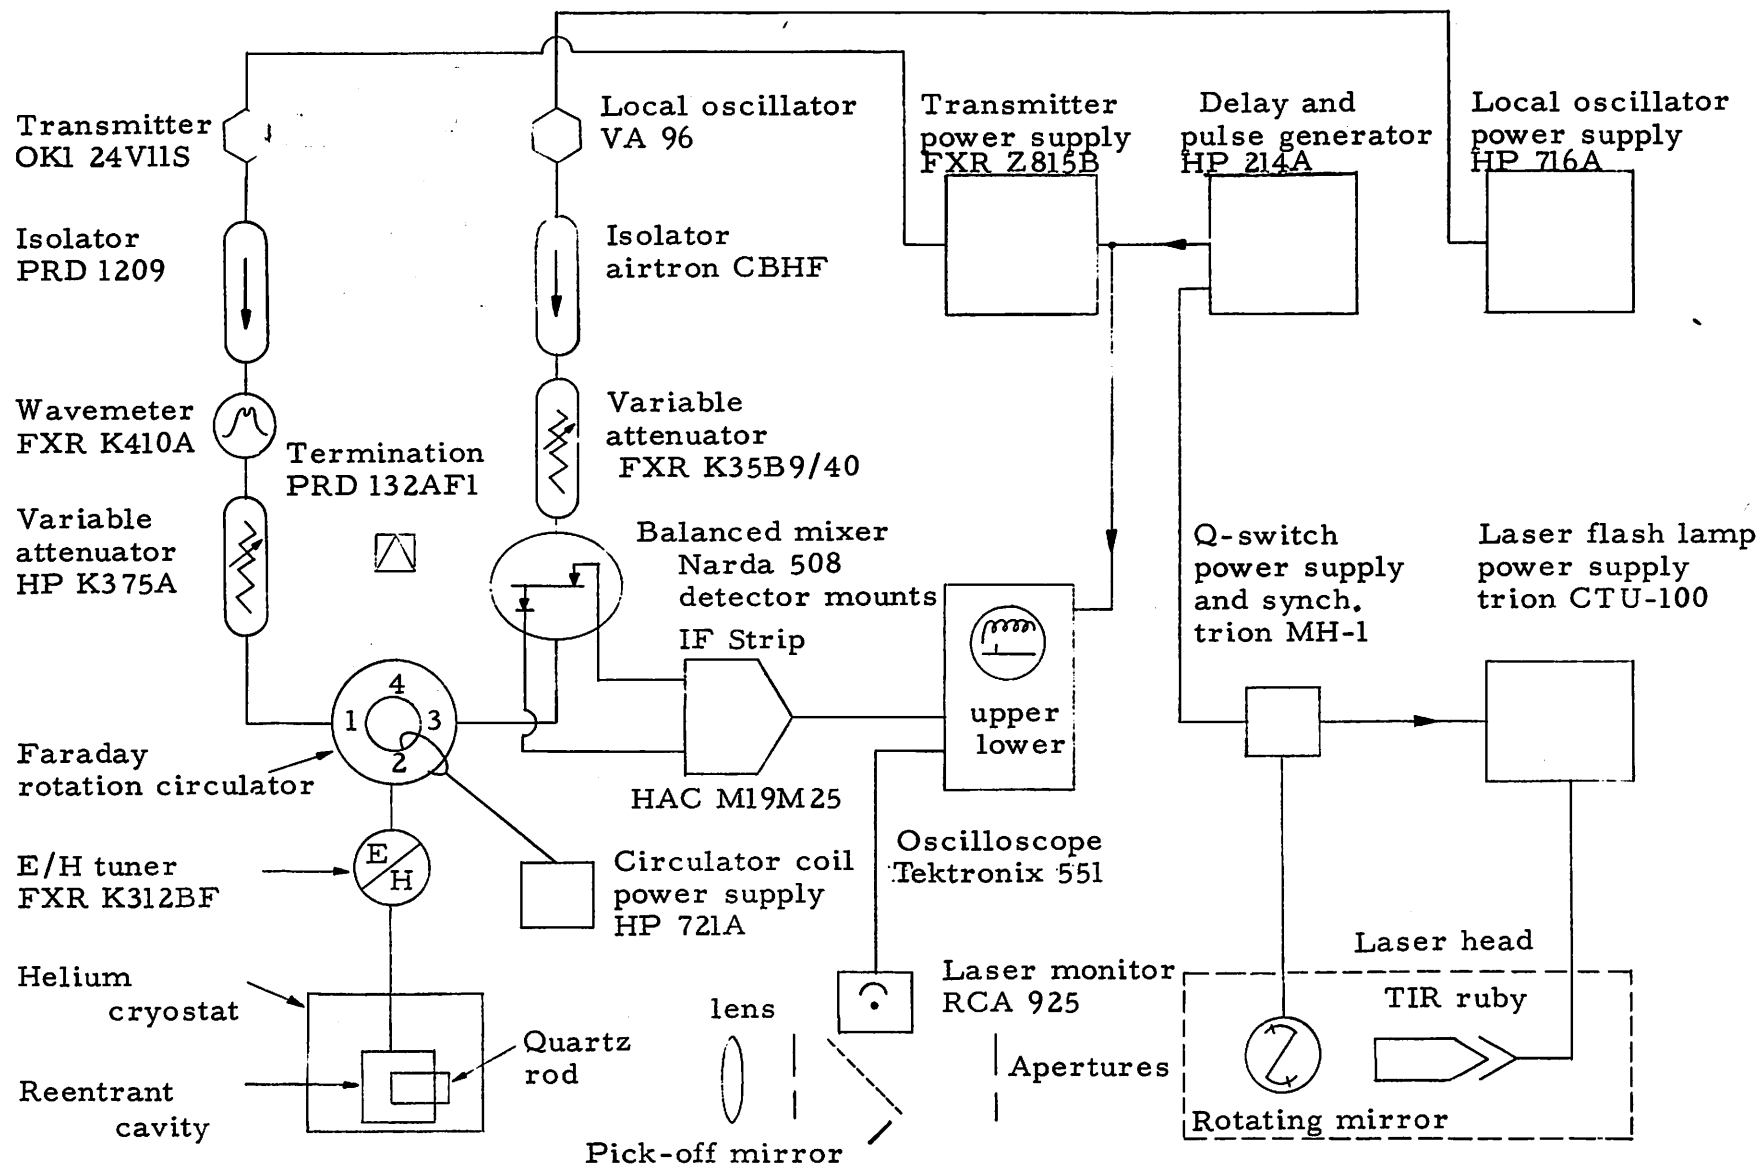 Transmitter
OK1 24V11S
Local oscillator
VA 96
Transmitter
power supply
FXR Z815B
Delay and
pulse generator
HP 214A
Local oscillator
power supply
HP 716A
Isolator
PRD 1209
Isolator
airtron CBHF
Wavemeter
FXR K410A
Termination
PRD 132AF1
Variable
attenuator
FXR K35B9/40
Variable
attenuator
HP K375A
Balanced mixer
Narda 508
detector mounts
IF Strip
HAC M19M25
Q-switch
power supply
and synch.
trion MH-1
Laser flash lamp
power supply
trion CTU-100
4
1
3
2
upper
lower
Faraday
rotation circulator
E/H tuner
FXR K312BF
E
H
Circulator coil
power supply
HP 721A
Oscilloscope
Tektronix 551
Helium
cryostat
Reentrant
cavity
Quartz
rod
lens
Laser monitor
RCA 925
Apertures
Pick-off mirror
Laser head
TIR ruby
Rotating mirror